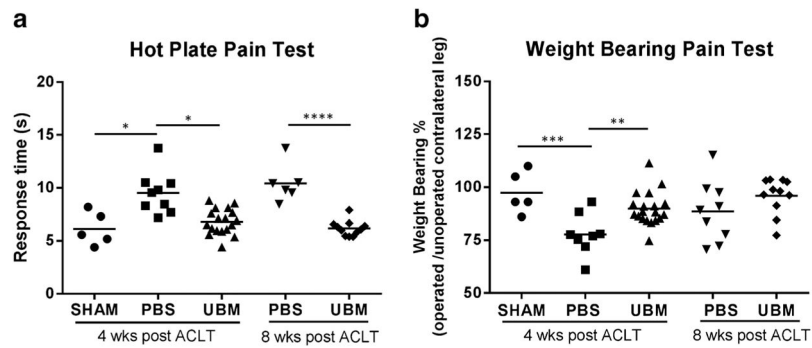 a
Hot Plate Pain Test
Response time (s)
20
15
10
5
0
*
*
****
SHAM PBS UBM PBS UBM
4 wks post ACLT 8 wks post ACLT
b
Weight Bearing Pain Test
Weight Bearing %
(operated /unoperated contralateral leg)
150
125
100
75
50
***
**
SHAM PBS UBM PBS UBM
4 wks post ACLT 8 wks post ACLT